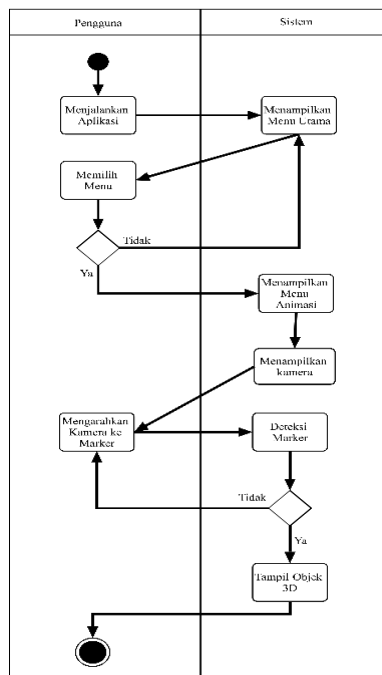 Pengguna
Sistem
Menjalankan
Aplikasi
Menampilkan
Menu Utama
Memilih
Menu
Tidak
Ya
Menampilkan
Menu
Animasi
Menampilkan
kamera
Mengarahkan
Kamera ke
Marker
Deteksi
Marker
Tidak
Ya
Tampil Objek
3D